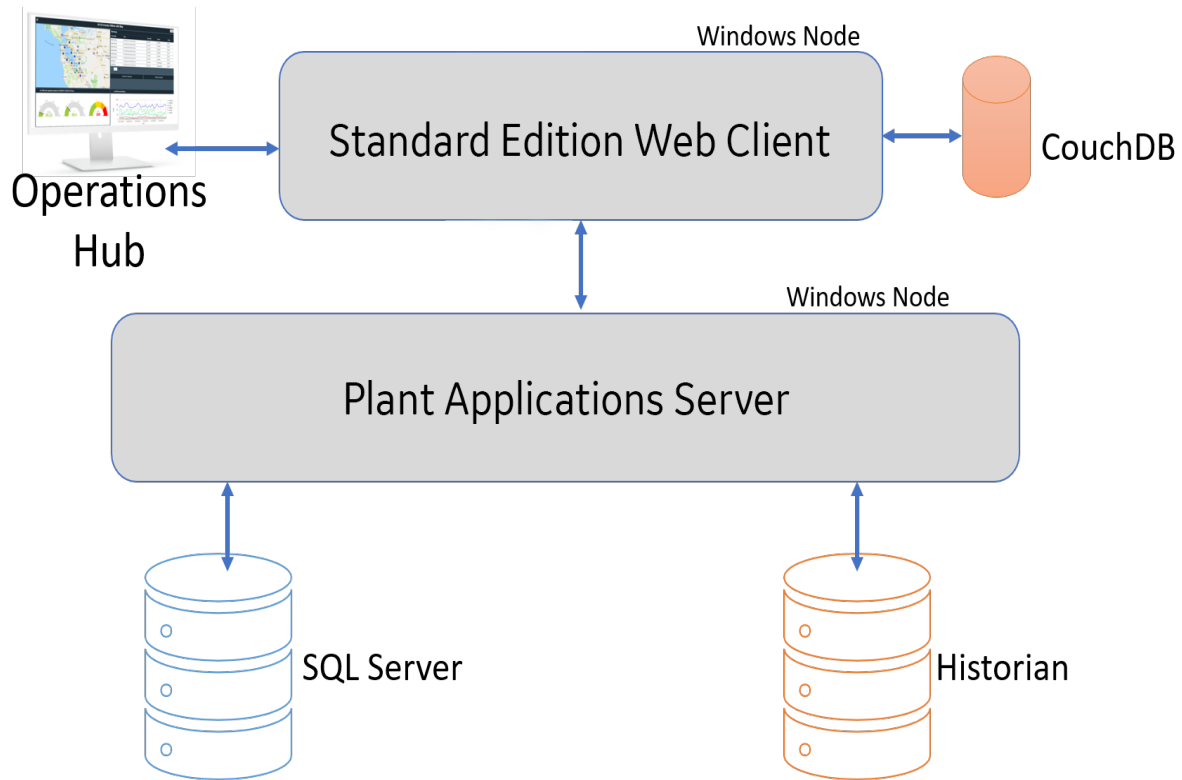 Windows Node
Standard Edition Web Client
CouchDB
Operations
Hub
Windows Node
Plant Applications Server
SQL Server
Historian